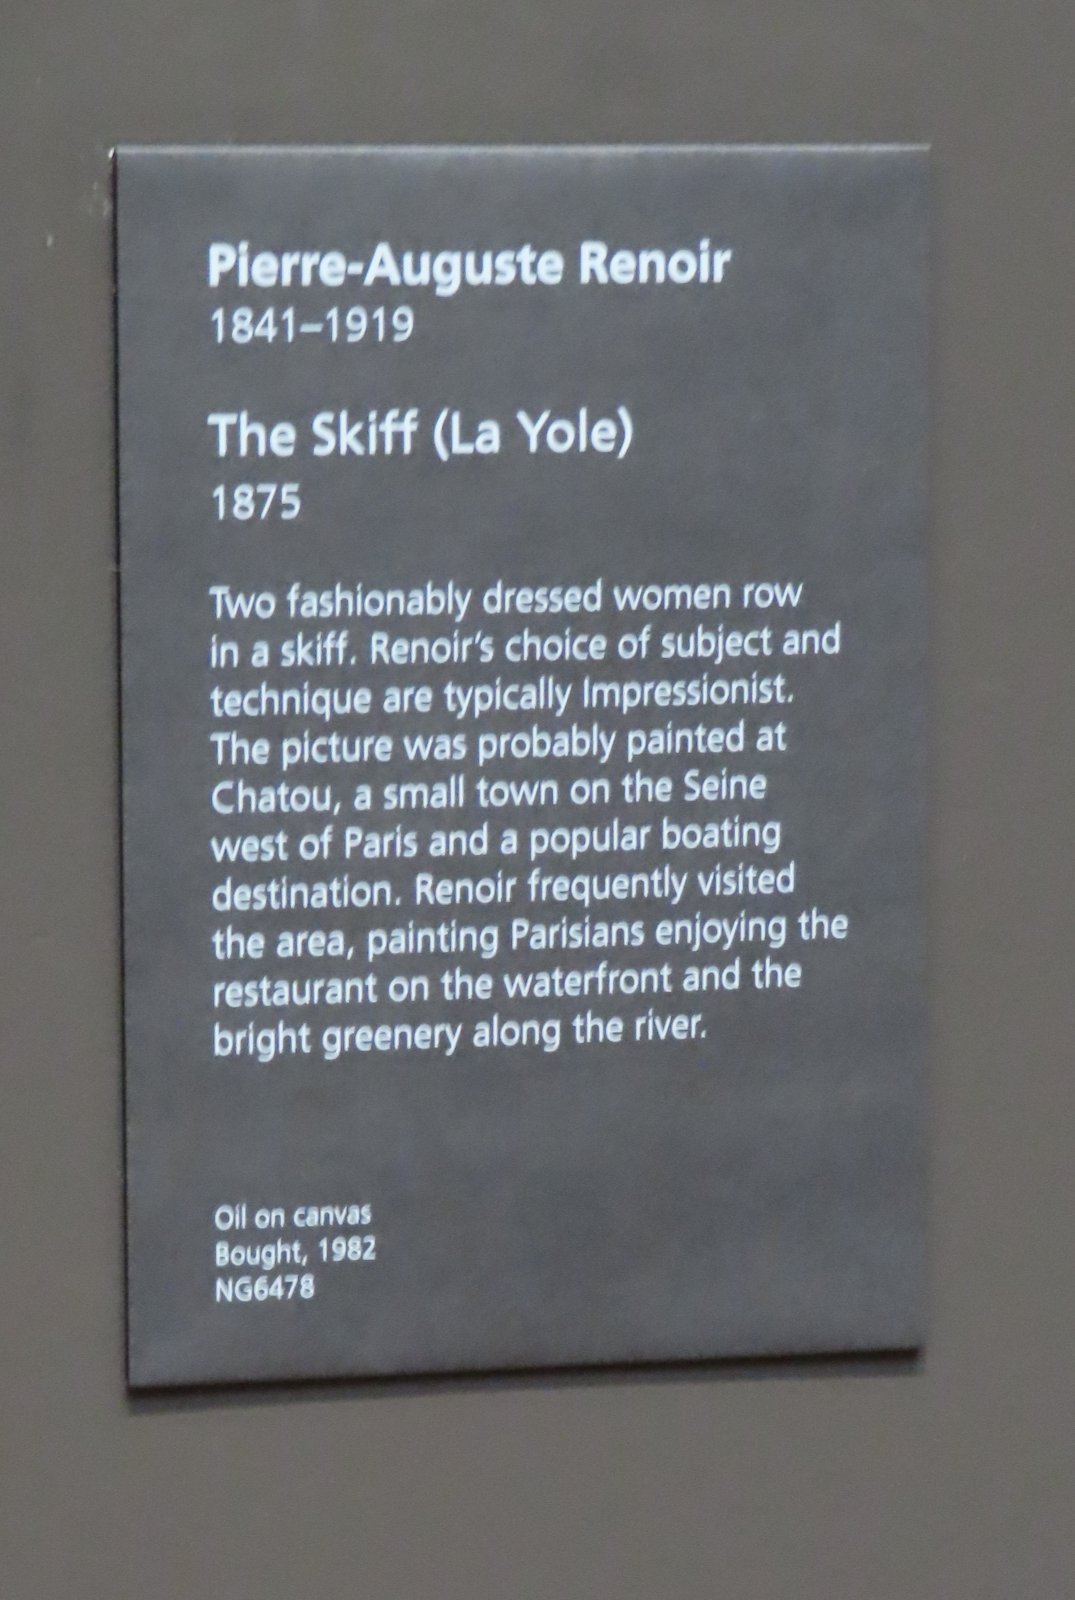 Pierre-Auguste Renoir
1841–1919
The Skiff (La Yole)
1875
Two fashionably dressed women row
in a skiff. Renoir's choice of subject and
technique are typically Impressionist.
The picture was probably painted at
Chatou, a small town on the Seine
west of Paris and a popular boating
destination. Renoir frequently visited
the area, painting Parisians enjoying the
restaurant on the waterfront and the
bright greenery along the river.
Oil on canvas
Bought, 1982
NG6478